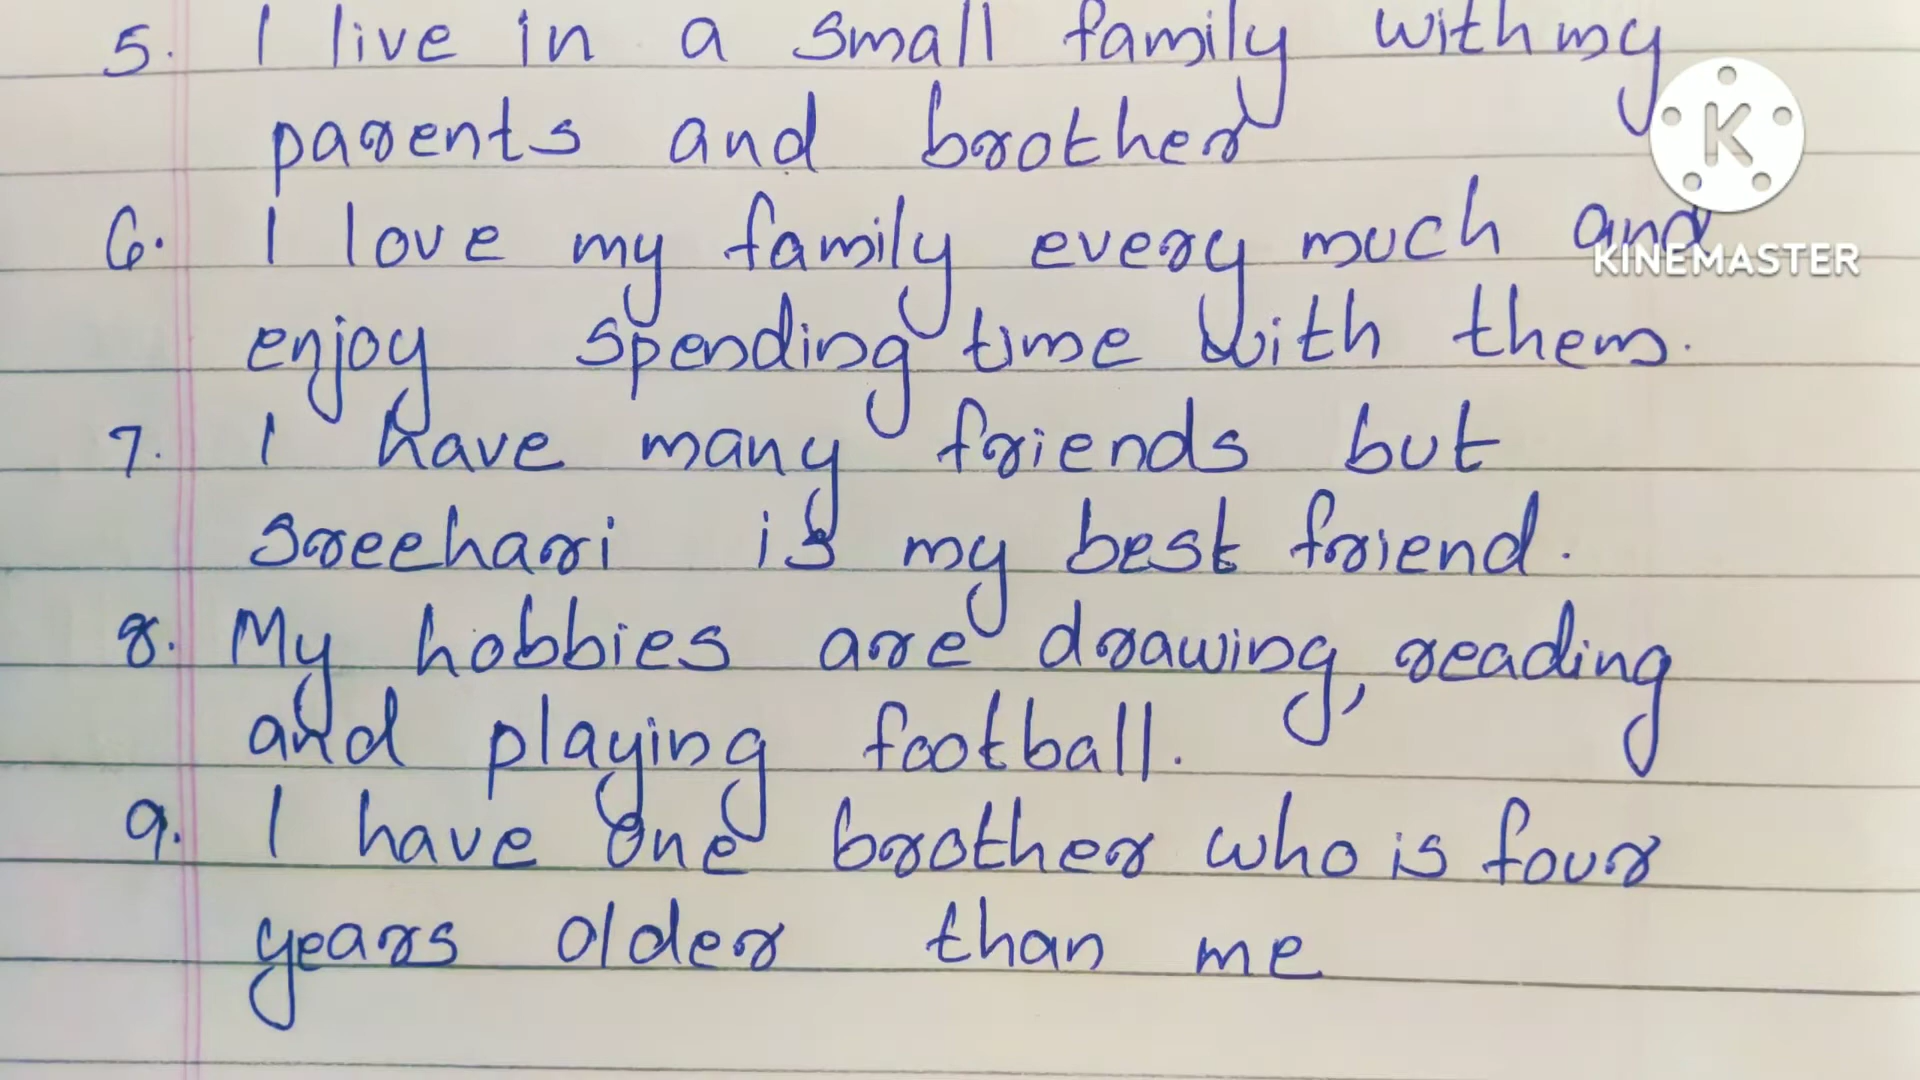 5. I live in a small family with my
parents and brother
6. I love my family every much and
enjoy spending time with them.
7. I have many friends but
sreehari is my best friend.
8. My hobbies are drawing, reading
and playing football.
9. I have one brother who is four
years older than me
K
KINEMASTER